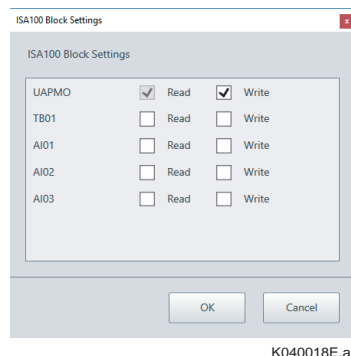 ISA100 Block Settings
x
ISA100 Block Settings
UAPMO Read Write
TB01 Read Write
AI01 Read Write
AI02 Read Write
AI03 Read Write
OK Cancel
K040018E.a